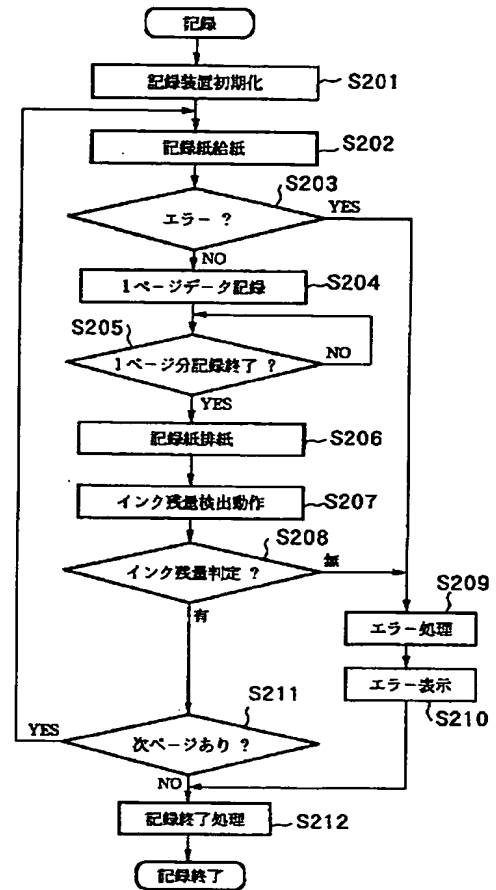 記録
記録装置初期化
S201
記録紙給紙
S202
S203
エラー ?
YES
NO
1ページデータ記録
S204
S205
1ページ分記録終了 ?
NO
YES
記録紙排紙
S206
インク残量検出動作
S207
S208
インク残量判定 ?
無
有
S209
エラー処理
エラー表示
S210
S211
YES
次ページあり ?
NO
記録終了処理
S212
記録終了